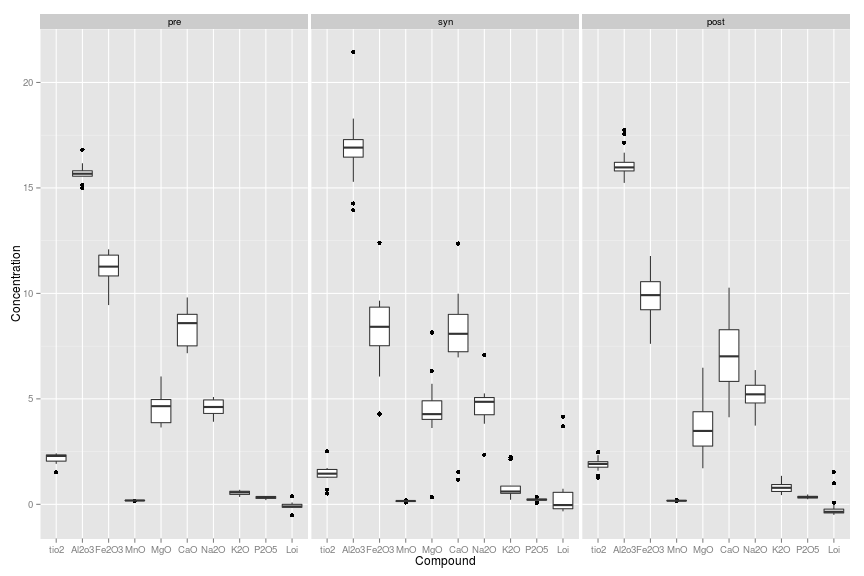 pre syn post
Concentration
20
15
10
5
0
tio2 Al2o3 Fe2O3 MnO MgO CaO Na2O K2O P2O5 Loi tio2 Al2o3 Fe2O3 MnO MgO CaO Na2O K2O P2O5 Loi tio2 Al2o3 Fe2O3 MnO MgO CaO Na2O K2O P2O5 Loi
Compound